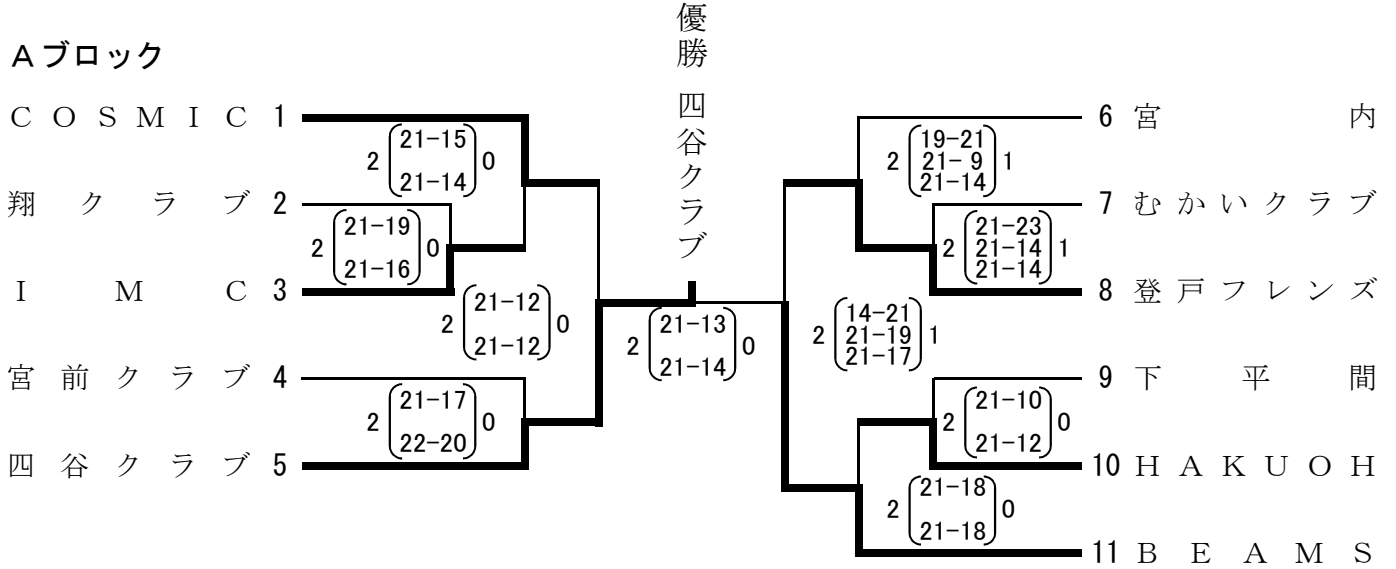 優勝 四谷クラブ
Aブロック
COSMIC 1
2 21-15 0
21-14
翔クラブ 2
2 21-19 0
21-16
IMC 3
2 21-12 0
21-12
宮前クラブ 4
2 21-17 0
22-20
四谷クラブ 5
2 21-13 0
21-14
6 宮内
19-21
2 21- 9 1
21-14
7 むかいクラブ
21-23
2 21-14 1
21-14
8 登戸フレンズ
14-21
2 21-19 1
21-17
9 下平間
2 21-10 0
21-12
10 HAKUOH
2 21-18 0
21-18
11 BEAMS